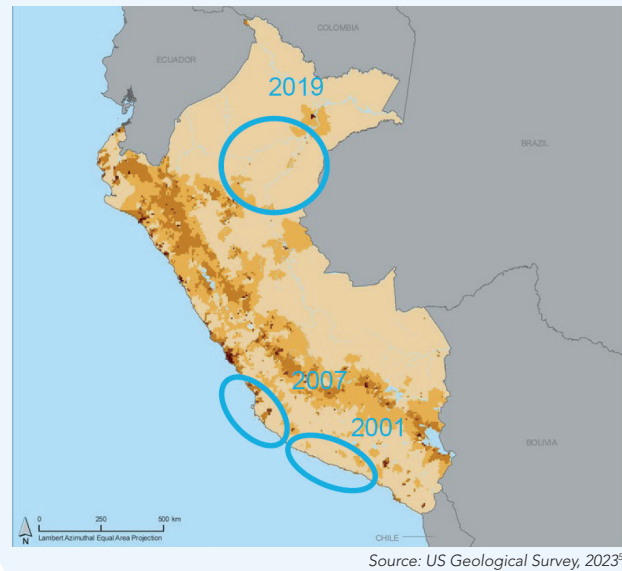 COLOMBIA
ECUADOR
2019
BRAZIL
2007
2001
BOLIVIA
0 250 500 km
Lambert Azimuthal Equal Area Projection
N
CHILE
Source: US Geological Survey, 2023⁵